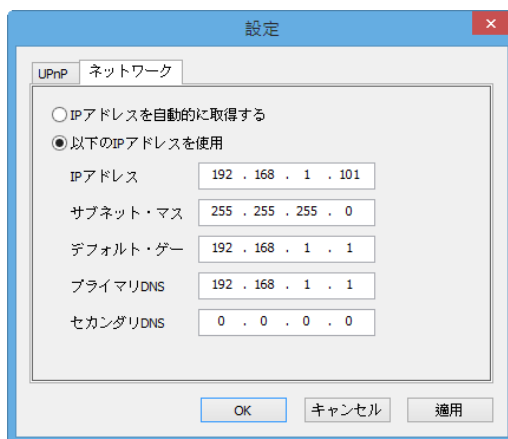 設定
UPnP ネットワーク
IPアドレスを自動的に取得する
以下のIPアドレスを使用
IPアドレス 192 . 168 . 1 . 101
サブネット・マス 255 . 255 . 255 . 0
デフォルト・ゲー 192 . 168 . 1 . 1
プライマリDNS 192 . 168 . 1 . 1
セカンダリDNS 0 . 0 . 0 . 0
OK キャンセル 適用